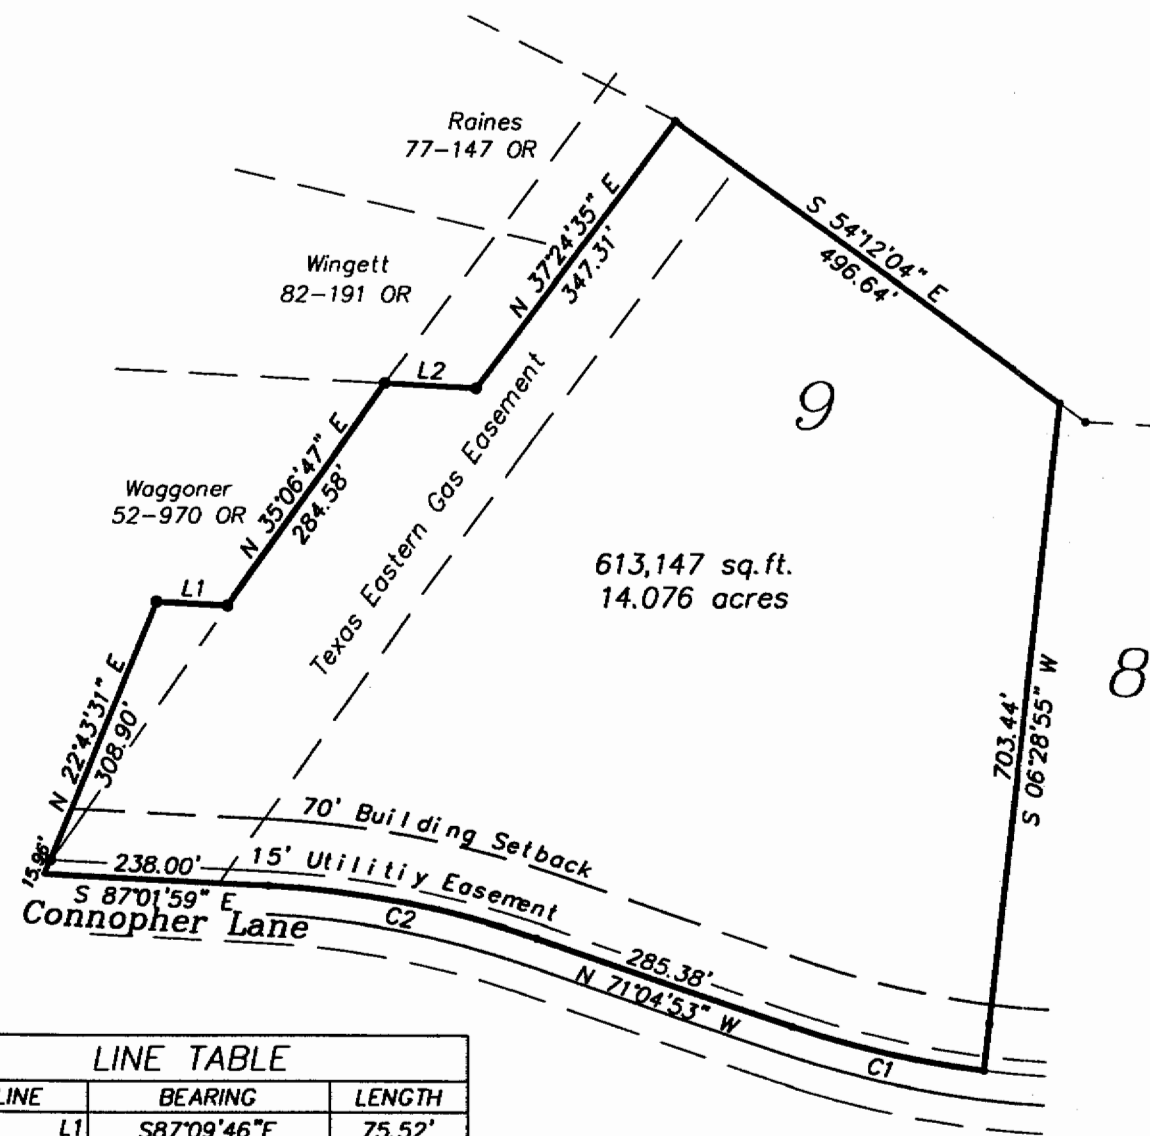 Raines
77-147 OR
Wingett
82-191 OR
N 37°24'35" E
347.31'
S 54°12'04" E
496.64'
L2
9
Waggoner
52-970 OR
N 35°06'47" E
284.58'
Texas Eastern Gas Easement
613,147 sq.ft.
14.076 acres
L1
8
N 22°43'31" E
308.90'
703.44'
S 06°28'55" W
70' Building Setback
15' Utilitiy Easement
15.96'
238.00'
S 87°01'59" E
Connopher Lane
C2
285.38'
N 71°04'53" W
C1
LINE TABLE
LINE BEARING LENGTH
L1 S87°09'46"E 75.52'